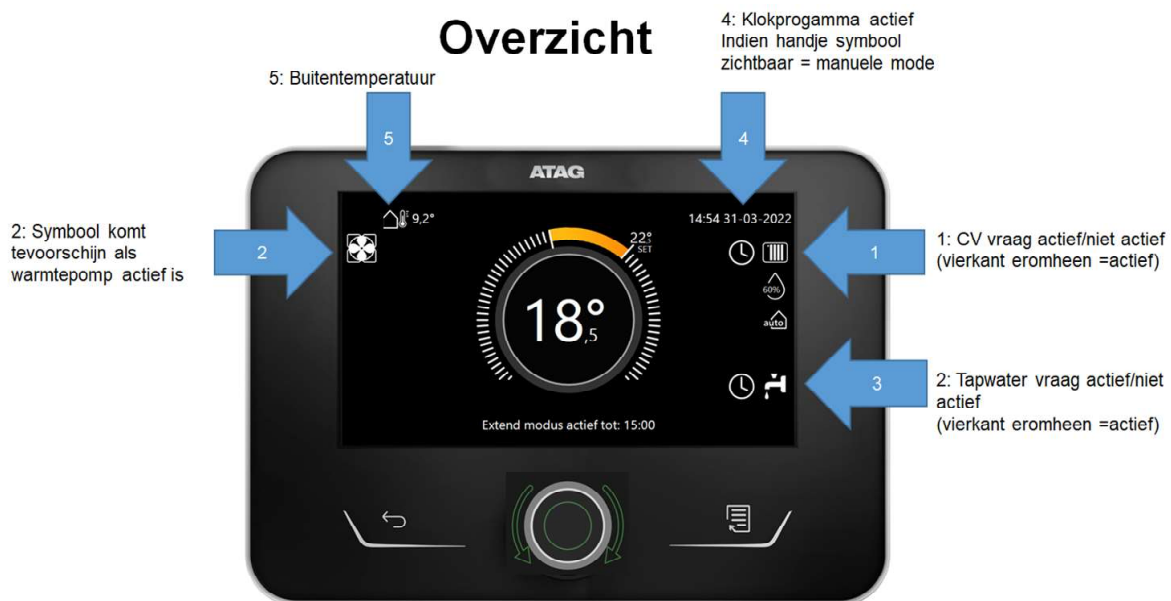 Overzicht
4: Klokprogamma actief
Indien handje symbool
zichtbaar = manuele mode
5: Buitentemperatuur
5
4
ATAG
9,2°
14:54 31-03-2022
2: Symbool komt
tevoorschijn als
warmtepomp actief is
2
22°
SET
1
1: CV vraag actief/niet actief
(vierkant eromheen =actief)
60%
18°,5
auto
3
2: Tapwater vraag actief/niet
actief
(vierkant eromheen =actief)
Extend modus actief tot: 15:00